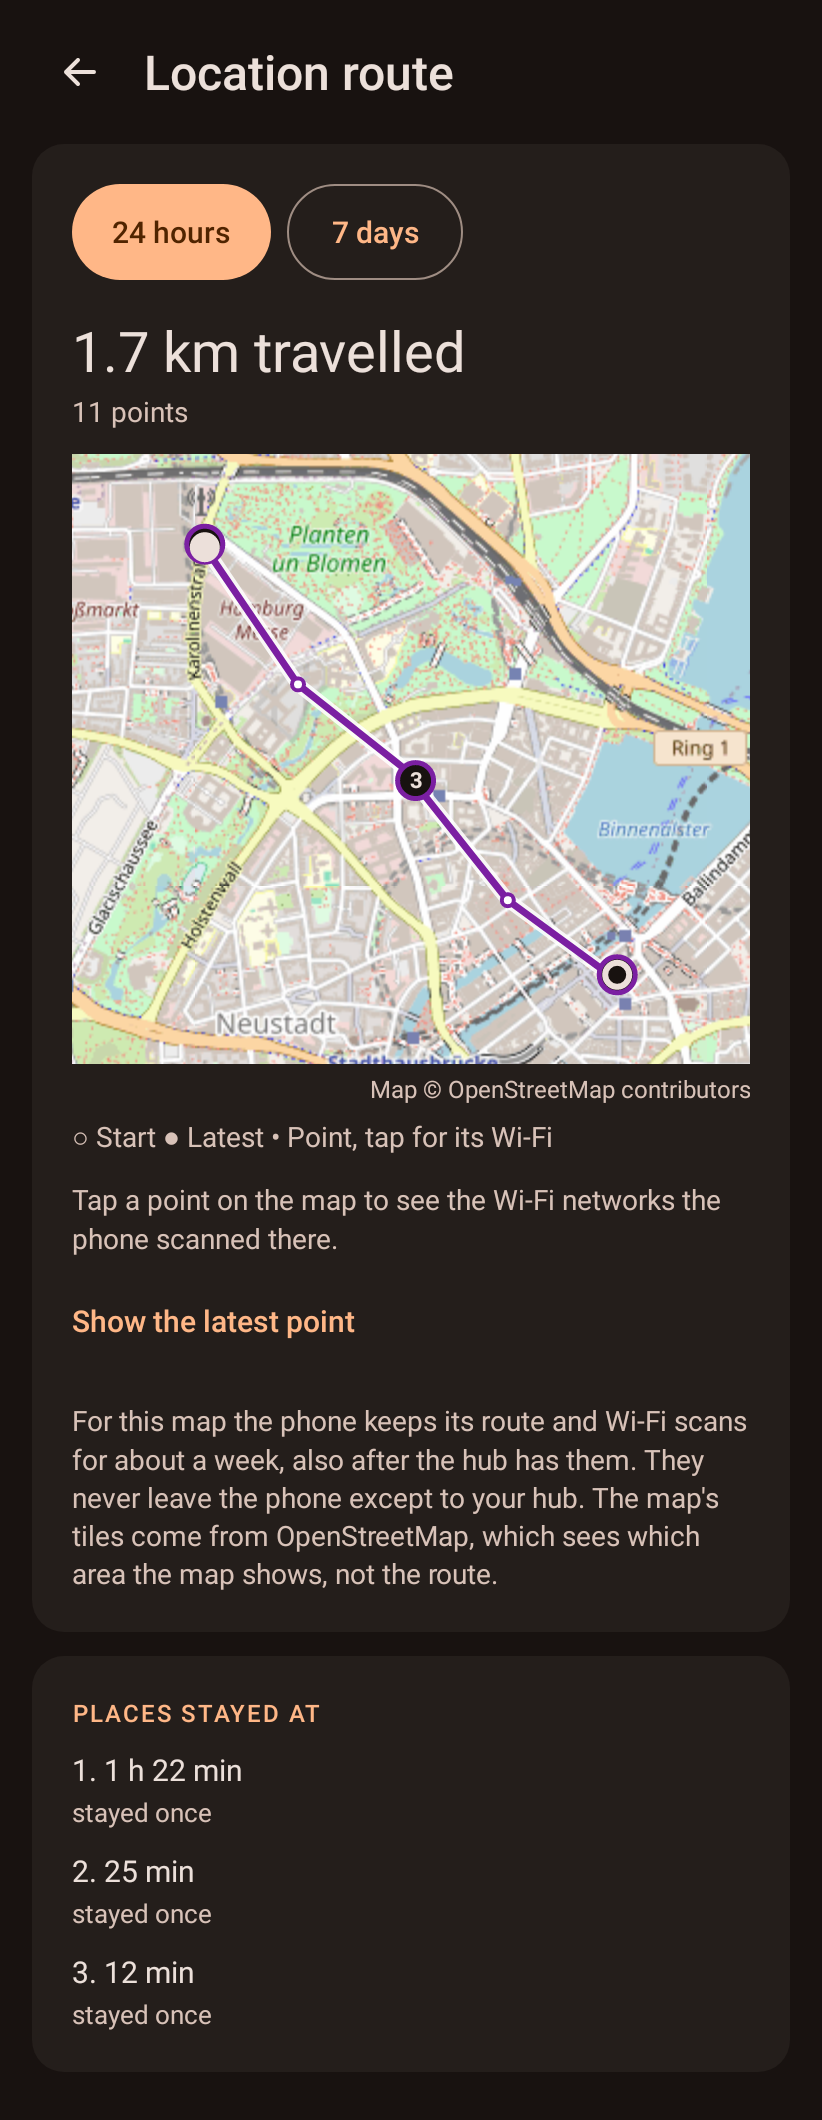 Location route
24 hours
7 days
1.7 km travelled
11 points
Planten
un Blomen
Karolinenstraße
Hamburg
Messe
Ring 1
Binnenalster
Ballindamm
Glacischaussee
Holstenwall
Neustadt
Stadthausbrücke
3
Map © OpenStreetMap contributors
○ Start ● Latest • Point, tap for its Wi-Fi
Tap a point on the map to see the Wi-Fi networks the
phone scanned there.
Show the latest point
For this map the phone keeps its route and Wi-Fi scans
for about a week, also after the hub has them. They
never leave the phone except to your hub. The map's
tiles come from OpenStreetMap, which sees which
area the map shows, not the route.
PLACES STAYED AT
1. 1 h 22 min
stayed once
2. 25 min
stayed once
3. 12 min
stayed once